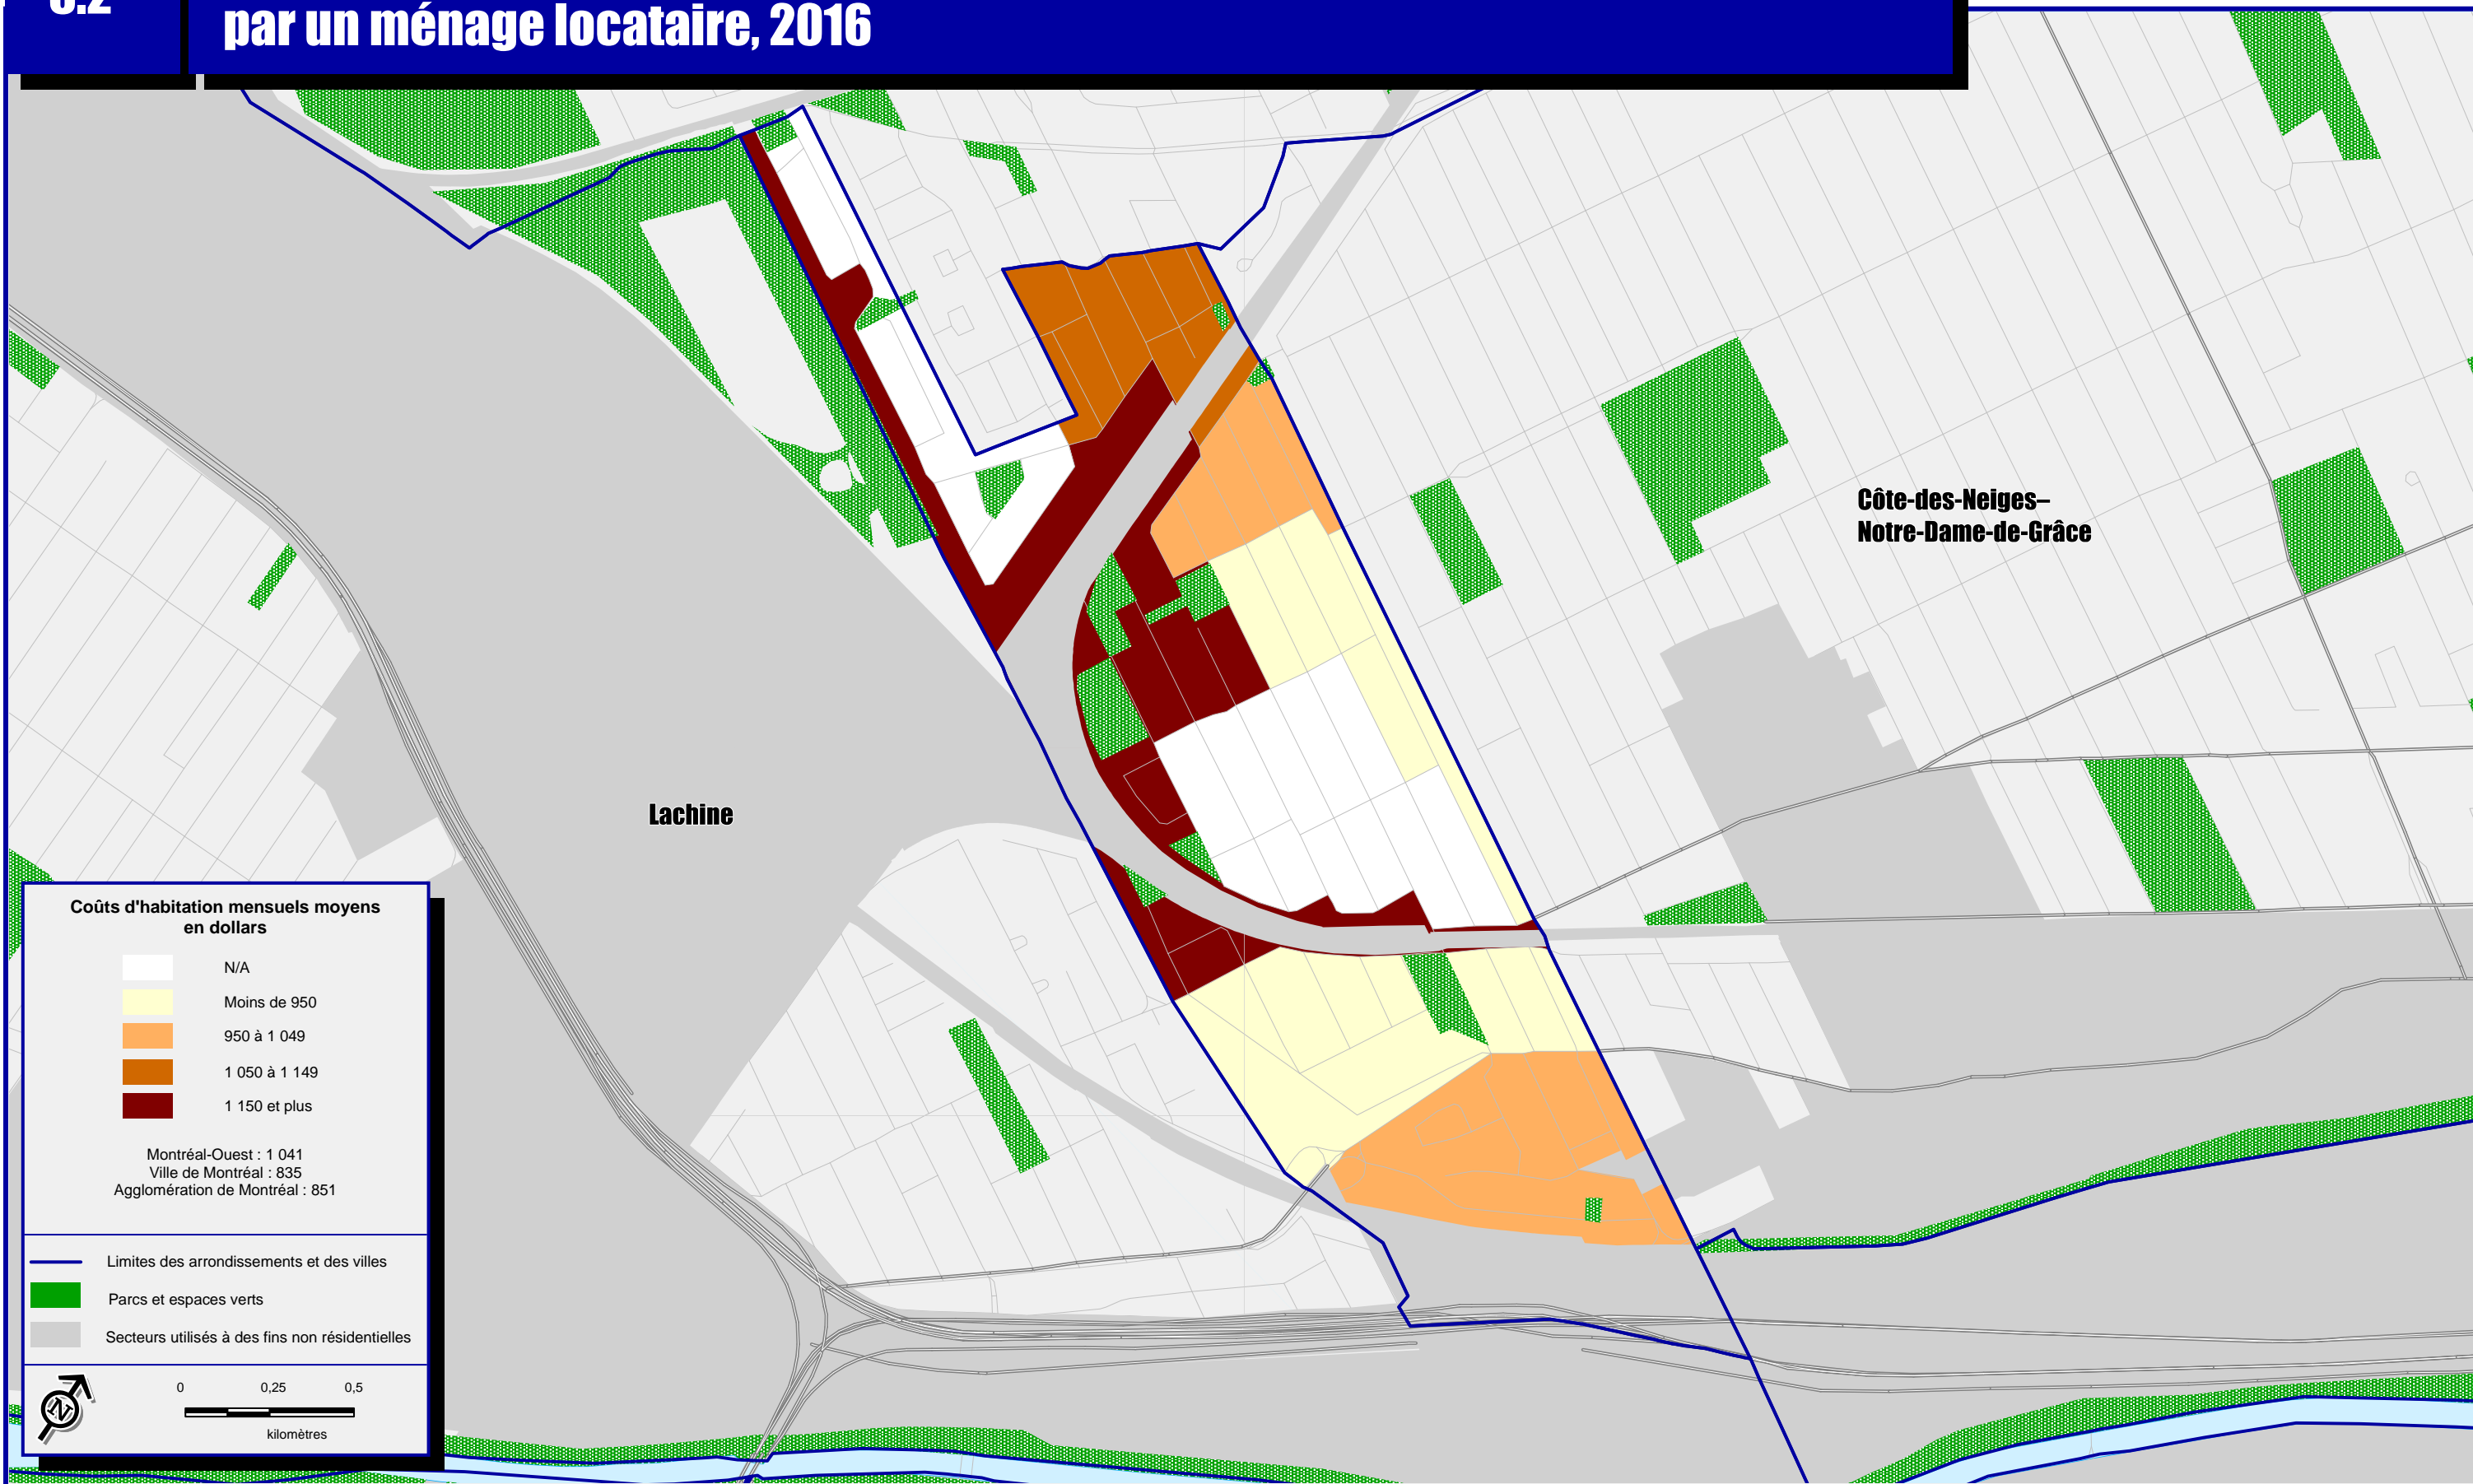 par un ménage locataire, 2016
Côte-des-Neiges–
Notre-Dame-de-Grâce
Lachine
Coûts d'habitation mensuels moyens
en dollars
N/A
Moins de 950
950 à 1 049
1 050 à 1 149
1 150 et plus
Montréal-Ouest : 1 041
Ville de Montréal : 835
Agglomération de Montréal : 851
Limites des arrondissements et des villes
Parcs et espaces verts
Secteurs utilisés à des fins non résidentielles
N
0 0,25 0,5
kilomètres